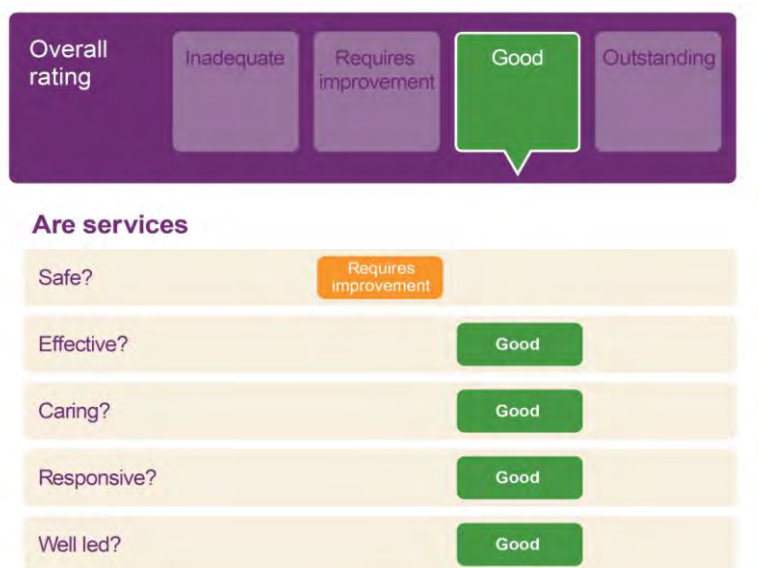 Overall
rating
Inadequate
Requires
improvement
Good
Outstanding
Are services
Safe?
Requires
improvement
Effective?
Good
Caring?
Good
Responsive?
Good
Well led?
Good